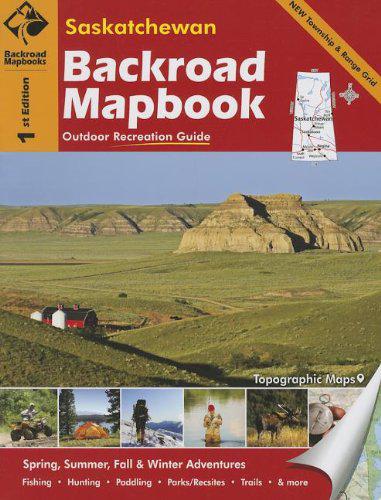 Backroad
Mapbooks
1st Edition
Saskatchewan
Backroad
Mapbook
Outdoor Recreation Guide
NEW Township & Range Grid
Saskatchewan
Topographic Maps
Spring, Summer, Fall & Winter Adventures
Fishing • Hunting • Paddling • Parks/Recsites • Trails • & more